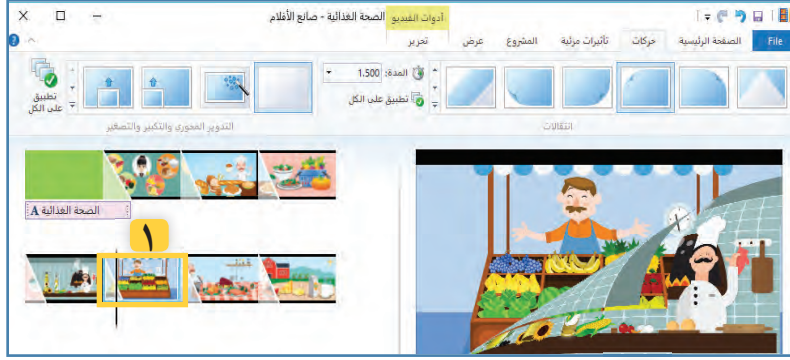 أدوات الفيديو
الصحة الغذائية - صانع الأفلام
File
الصفحة الرئيسية
حركات
تأثيرات مرئية
المشروع
عرض
تحرير
المدة: 1.500
تطبيق على الكل
تطبيق
على الكل
انتقالات
التدوير المحوري والتكبير والتصغير
الصحة الغذائية A
١